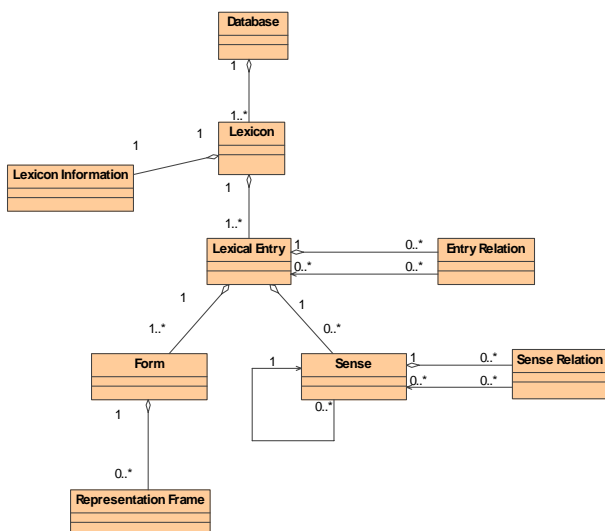 Database
1
1..*
1
Lexicon
1
Lexicon Information
1
1..*
Lexical Entry
1
0..*
Entry Relation
0..*
0..*
1
1
1..*
0..*
Form
1
Sense
1
0..*
Sense Relation
0..*
0..*
1
0..*
0..*
Representation Frame